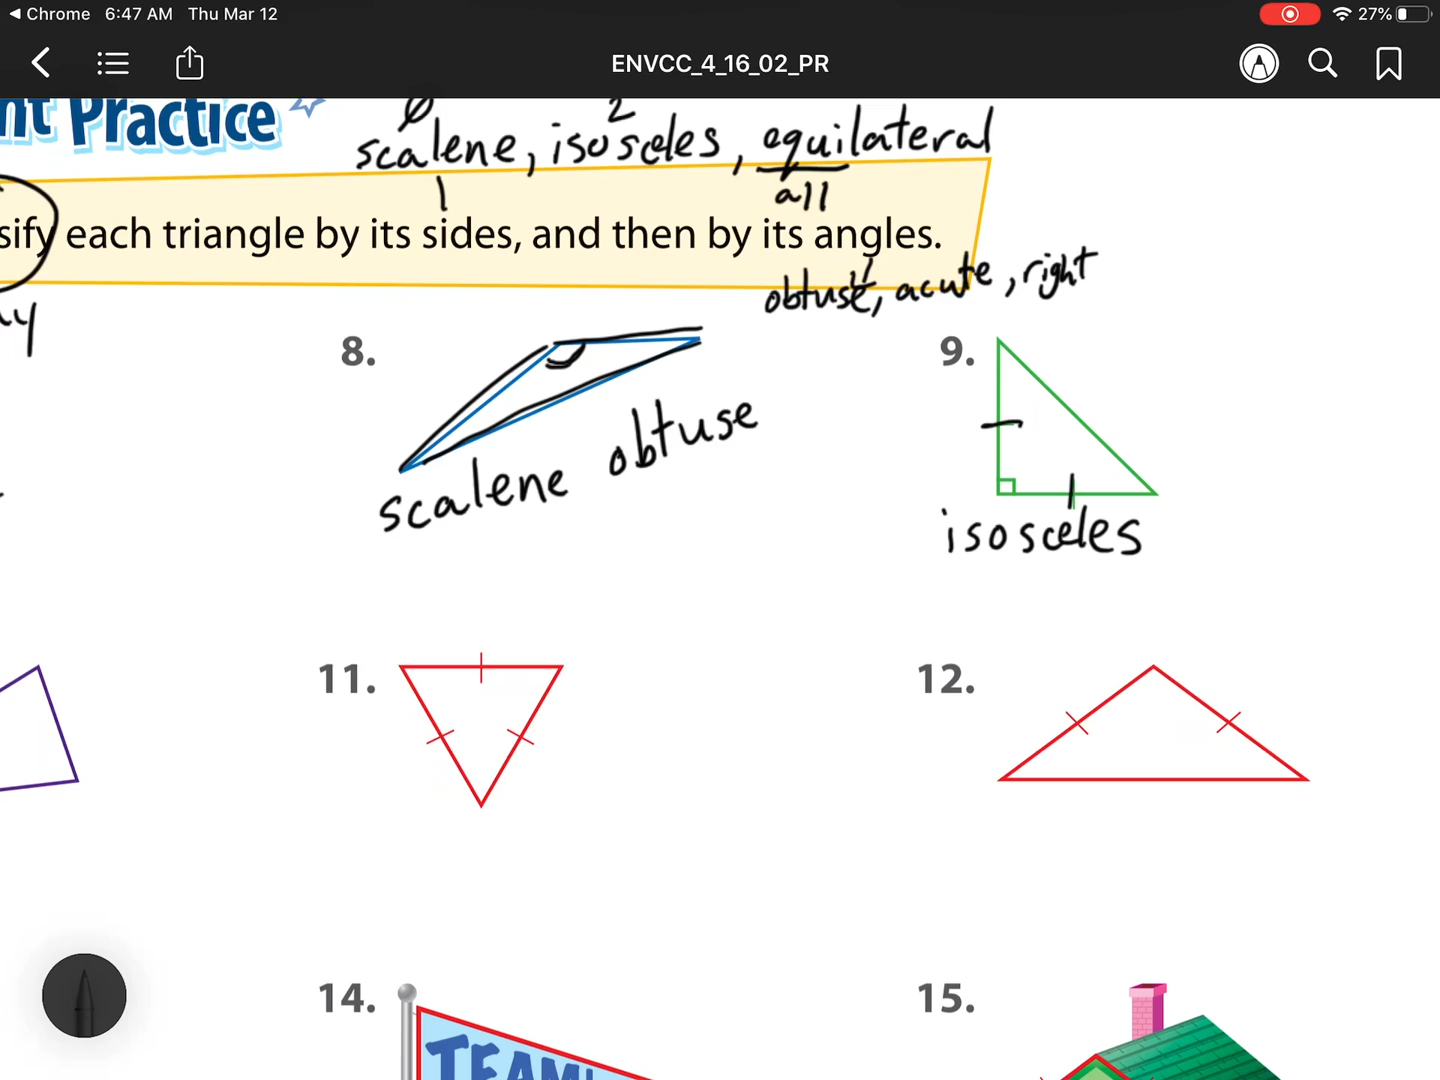 Chrome 6:47 AM Thu Mar 12 27%
ENVCC_4_16_02_PR
nt Practice
0 2
scalene, isosceles, equilateral
1 all
sify each triangle by its sides, and then by its angles.
obtuse, acute, right
8. 9.
scalene obtuse
isosceles
11. 12.
14. 15.
TEAM